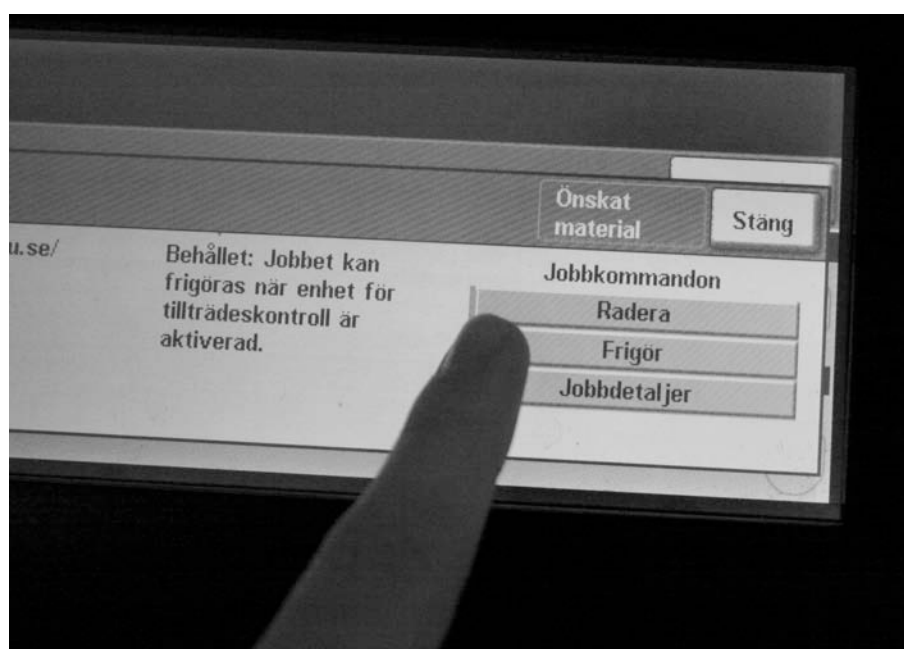 Önskat
material
Stäng
u.se/
Behållet: Jobbet kan
frigöras när enhet för
tillträdeskontroll är
aktiverad.
Jobbkommandon
Radera
Frigör
Jobbdetaljer